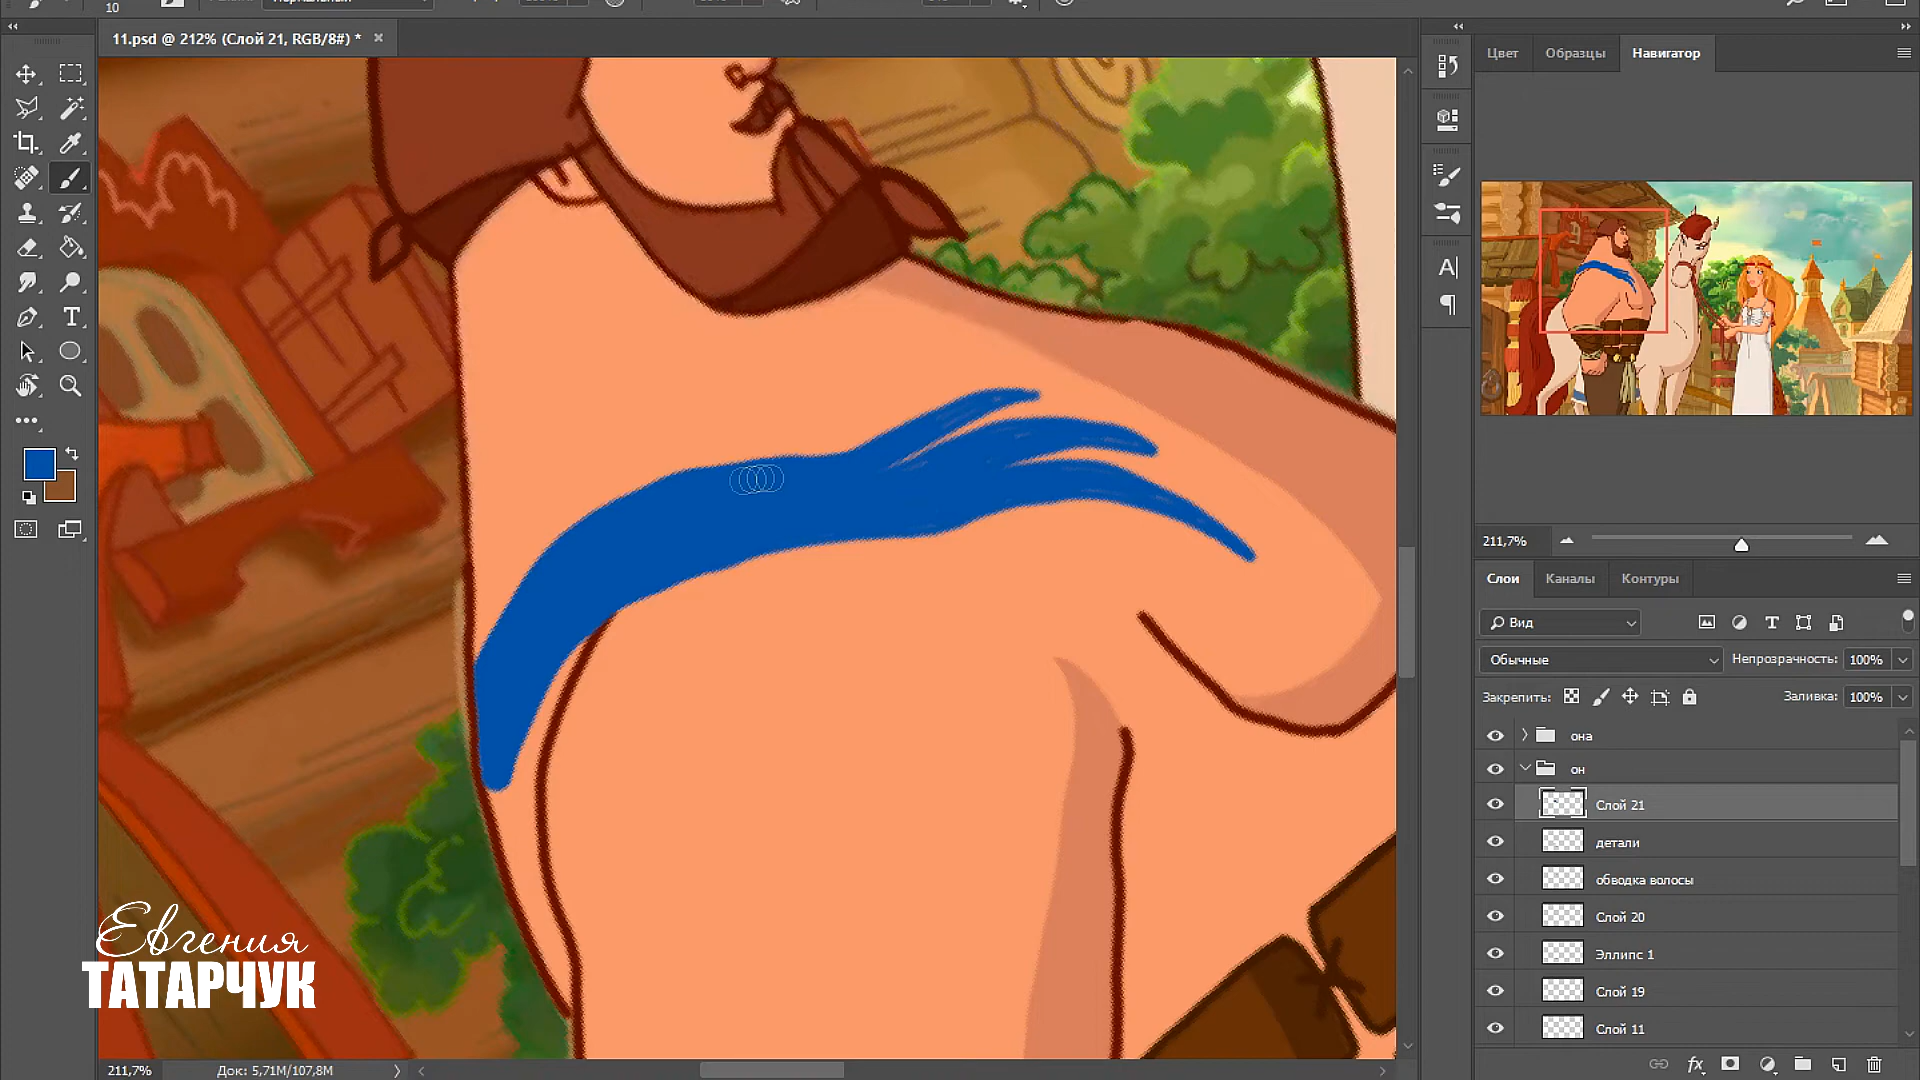 10
11.psd @ 212% (Слой 21, RGB/8#) *
Цвет
Образцы
Навигатор
211,7%
Слои
Каналы
Контуры
Вид
Обычные
Непрозрачность: 100%
Закрепить:
Заливка: 100%
она
он
Слой 21
детали
обводка волосы
Слой 20
Эллипс 1
Слой 19
Слой 11
Евгения
ТАТАРЧУК
211,7%
Док: 5,71M/107,8M